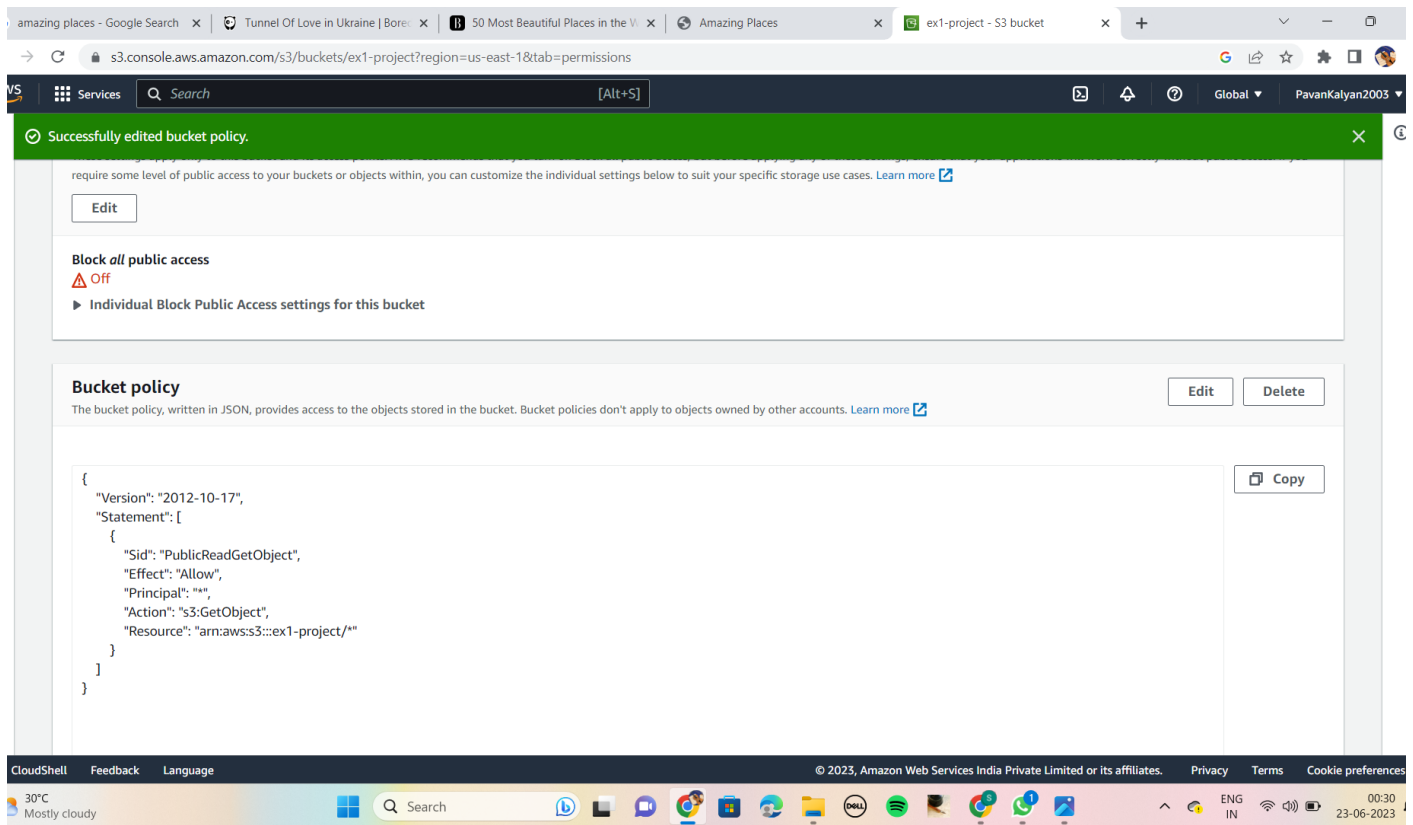 amazing places - Google Search
Tunnel Of Love in Ukraine | Bored
50 Most Beautiful Places in the W
Amazing Places
ex1-project - S3 bucket
s3.console.aws.amazon.com/s3/buckets/ex1-project?region=us-east-1&tab=permissions
Services
Search
[Alt+S]
Global
PavanKalyan2003
Successfully edited bucket policy.
require some level of public access to your buckets or objects within, you can customize the individual settings below to suit your specific storage use cases. Learn more
Edit
Block all public access
Off
Individual Block Public Access settings for this bucket
Bucket policy
Edit
Delete
The bucket policy, written in JSON, provides access to the objects stored in the bucket. Bucket policies don't apply to objects owned by other accounts. Learn more
Copy
{
"Version": "2012-10-17",
"Statement": [
{
"Sid": "PublicReadGetObject",
"Effect": "Allow",
"Principal": "*",
"Action": "s3:GetObject",
"Resource": "arn:aws:s3:::ex1-project/*"
}
]
}
CloudShell
Feedback
Language
© 2023, Amazon Web Services India Private Limited or its affiliates.
Privacy
Terms
Cookie preferences
30°C
Mostly cloudy
Search
DELL
S
1
ENG
IN
00:30
23-06-2023